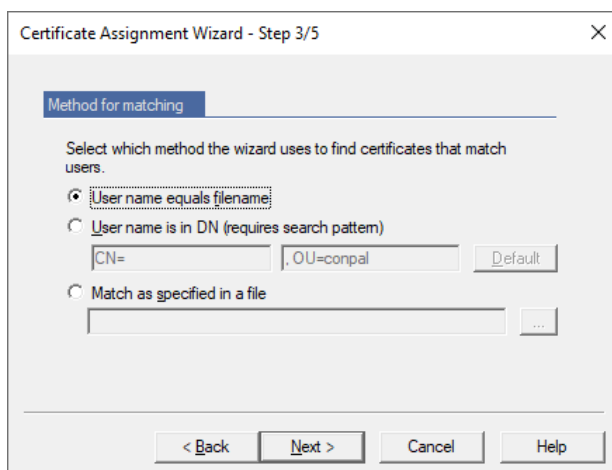 Certificate Assignment Wizard - Step 3/5
Method for matching
Select which method the wizard uses to find certificates that match
users.
User name equals filename
User name is in DN (requires search pattern)
CN=
, OU=conpal
Default
Match as specified in a file
...
< Back
Next >
Cancel
Help